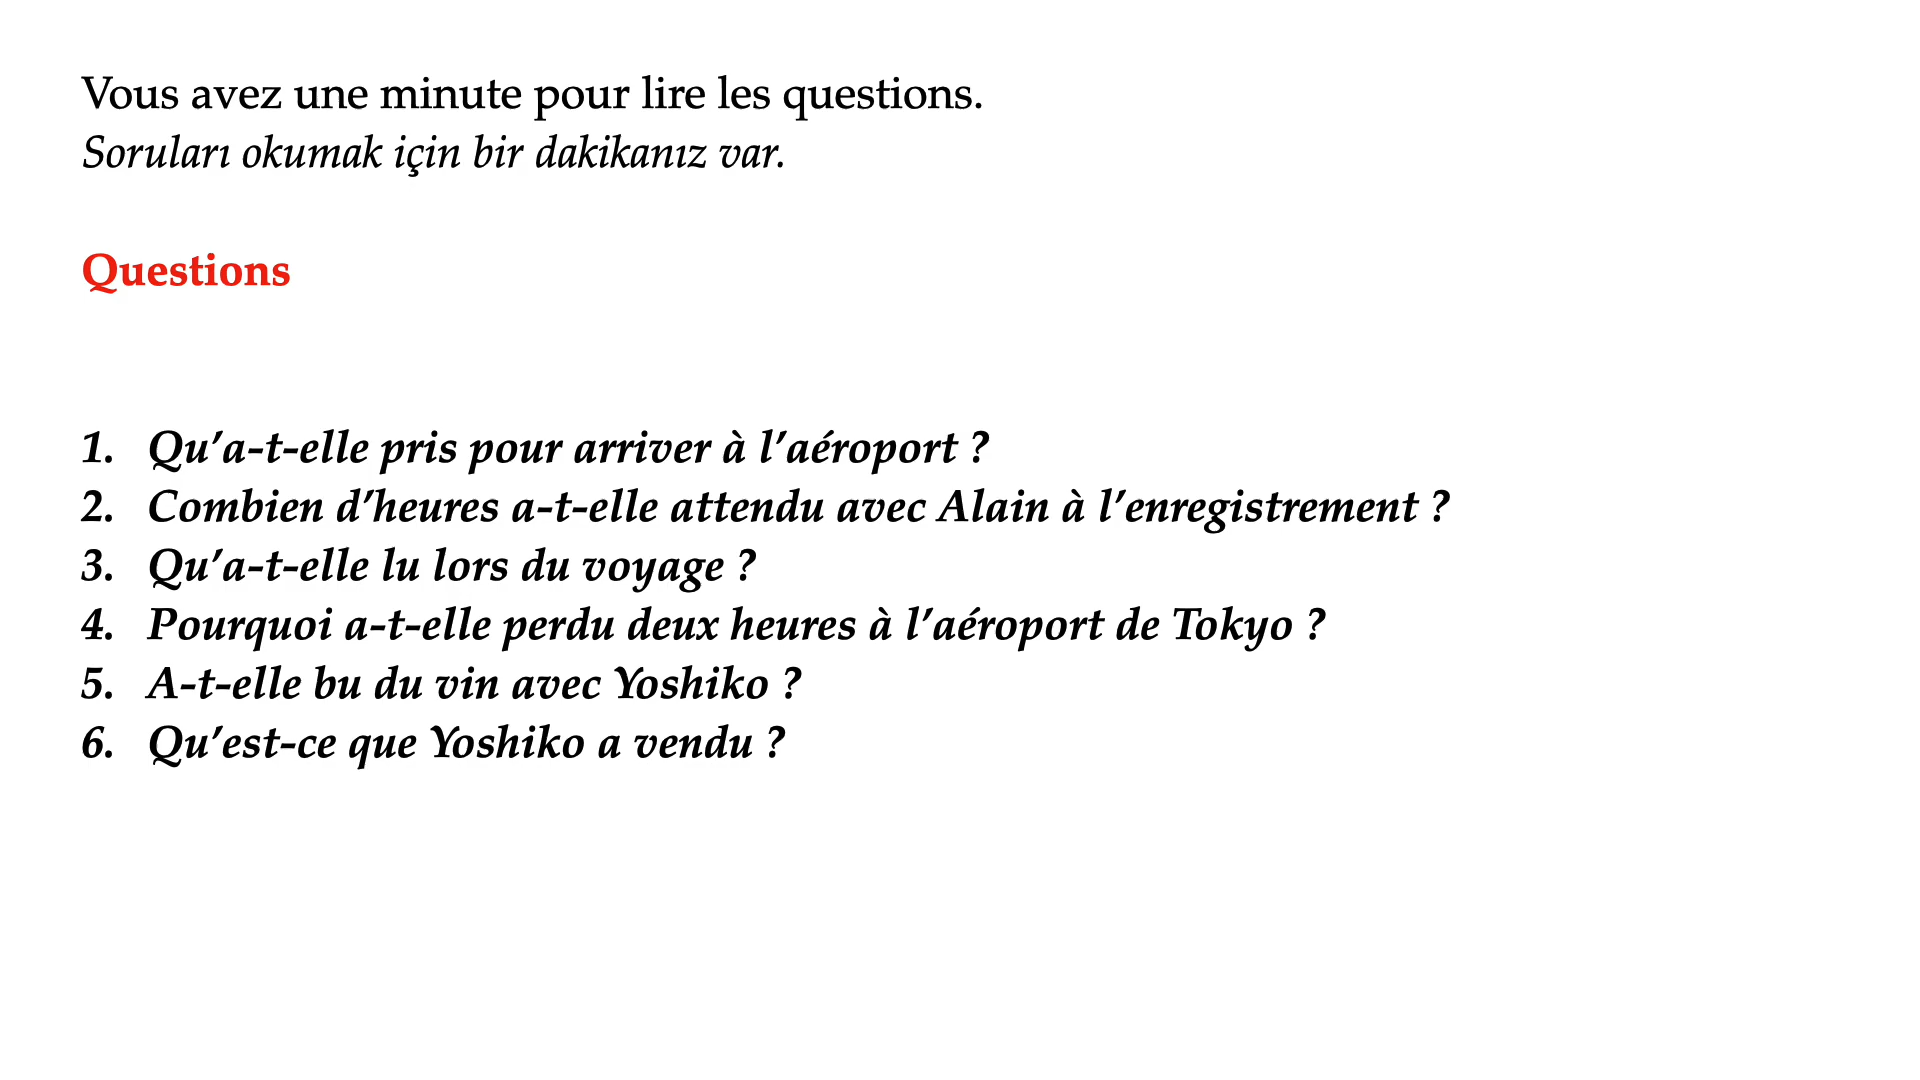 Vous avez une minute pour lire les questions.
Soruları okumak için bir dakikanız var.
Questions
1. Qu’a-t-elle pris pour arriver à l’aéroport ?
2. Combien d’heures a-t-elle attendu avec Alain à l’enregistrement ?
3. Qu’a-t-elle lu lors du voyage ?
4. Pourquoi a-t-elle perdu deux heures à l’aéroport de Tokyo ?
5. A-t-elle bu du vin avec Yoshiko ?
6. Qu’est-ce que Yoshiko a vendu ?